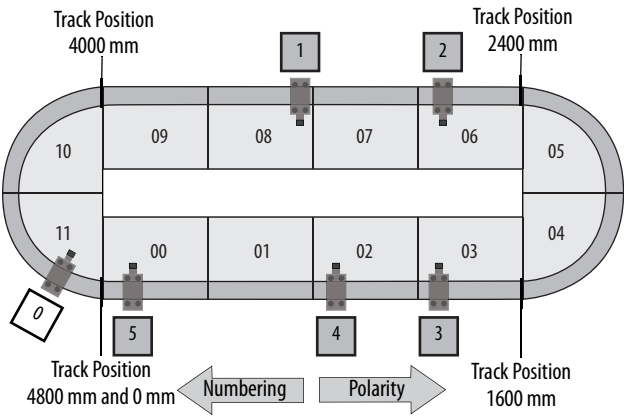 Track Position
4000 mm
Track Position
2400 mm
1
2
09
08
07
06
10
05
11
04
00
01
02
03
0
5
4
3
Track Position
4800 mm and 0 mm
Numbering
Polarity
Track Position
1600 mm